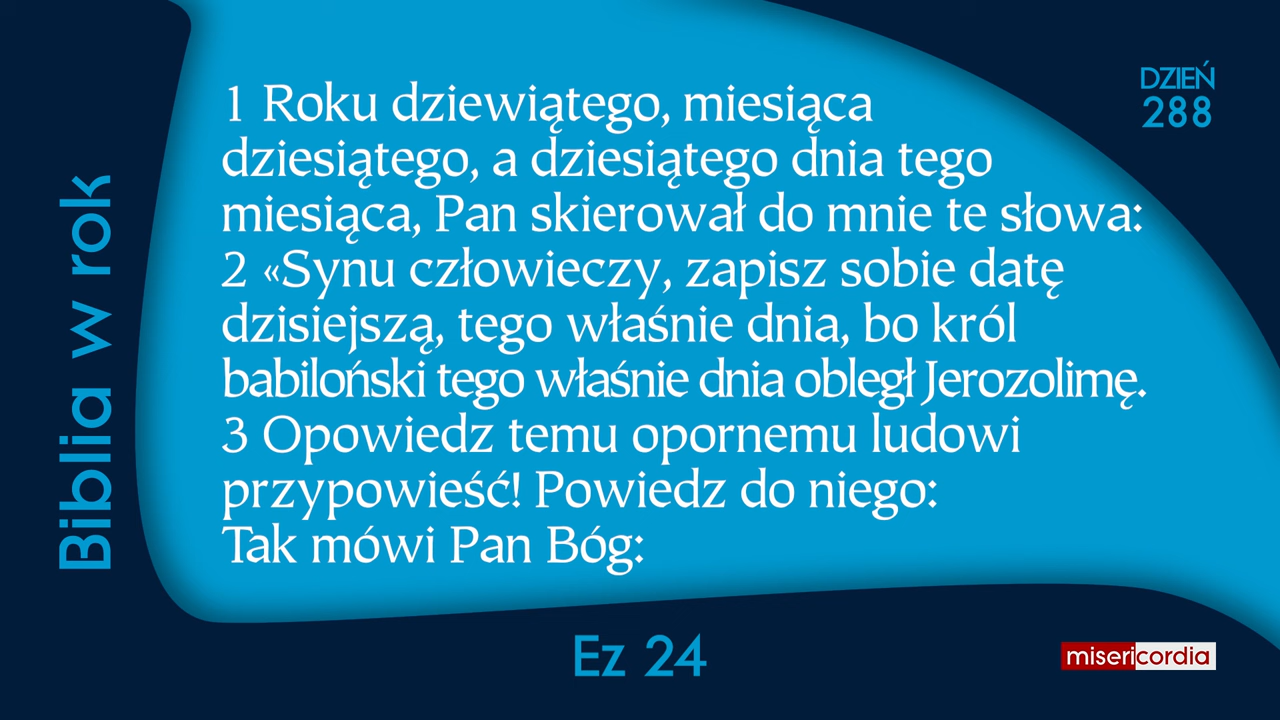 DZIEŃ
288
1 Roku dziewiątego, miesiąca
dziesiątego, a dziesiątego dnia tego
miesiąca, Pan skierował do mnie te słowa:
2 «Synu człowieczy, zapisz sobie datę
dzisiejszą, tego właśnie dnia, bo król
babiloński tego właśnie dnia obległ Jerozolimę.
3 Opowiedz temu opornemu ludowi
przypowieść! Powiedz do niego:
Tak mówi Pan Bóg:
Biblia w rok
Ez 24
misericordia